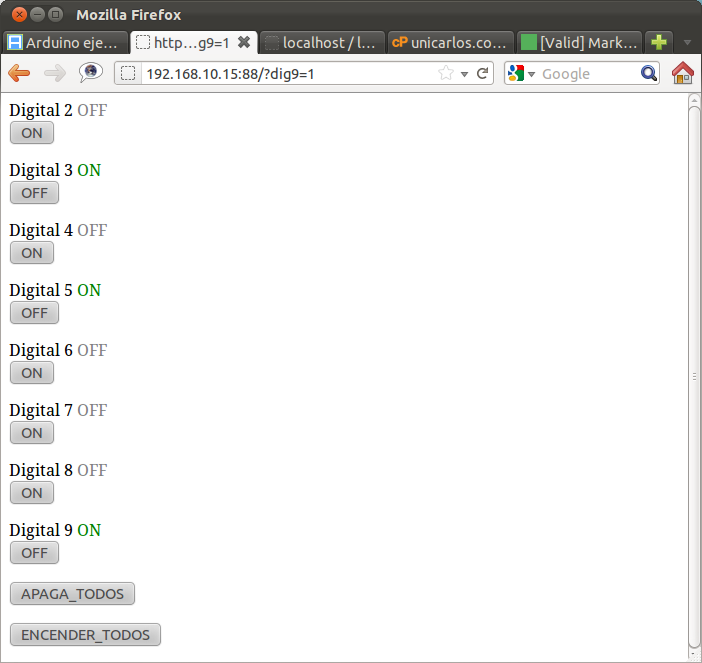 Mozilla Firefox
Arduino eje... http...g9=1 localhost / l... cP unicarlos.co... [Valid] Mark...
192.168.10.15:88/?dig9=1 Google
Digital 2 OFF
ON
Digital 3 ON
OFF
Digital 4 OFF
ON
Digital 5 ON
OFF
Digital 6 OFF
ON
Digital 7 OFF
ON
Digital 8 OFF
ON
Digital 9 ON
OFF
APAGA_TODOS
ENCENDER_TODOS